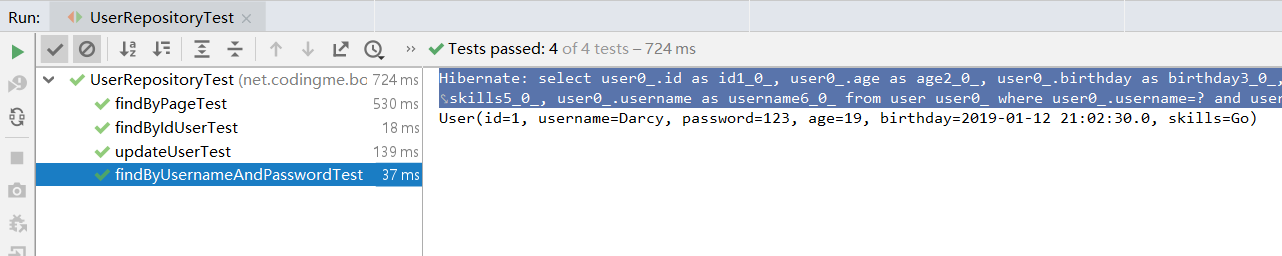 Run: UserRepositoryTest
Tests passed: 4 of 4 tests – 724 ms
UserRepositoryTest (net.codingme.bo 724 ms
findByPageTest 530 ms
findByIdUserTest 18 ms
updateUserTest 139 ms
findByUsernameAndPasswordTest 37 ms
Hibernate: select user0_.id as id1_0_, user0_.age as age2_0_, user0_.birthday as birthday3_0_,
skills5_0_, user0_.username as username6_0_ from user user0_ where user0_.username=? and use
User(id=1, username=Darcy, password=123, age=19, birthday=2019-01-12 21:02:30.0, skills=Go)